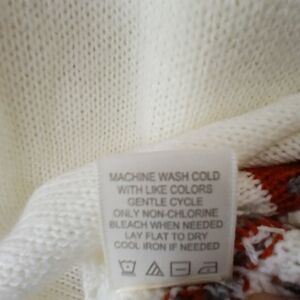 MACHINE WASH COLD
WITH LIKE COLORS
GENTLE CYCLE
ONLY NON-CHLORINE
BLEACH WHEN NEEDED
LAY FLAT TO DRY
COOL IRON IF NEEDED